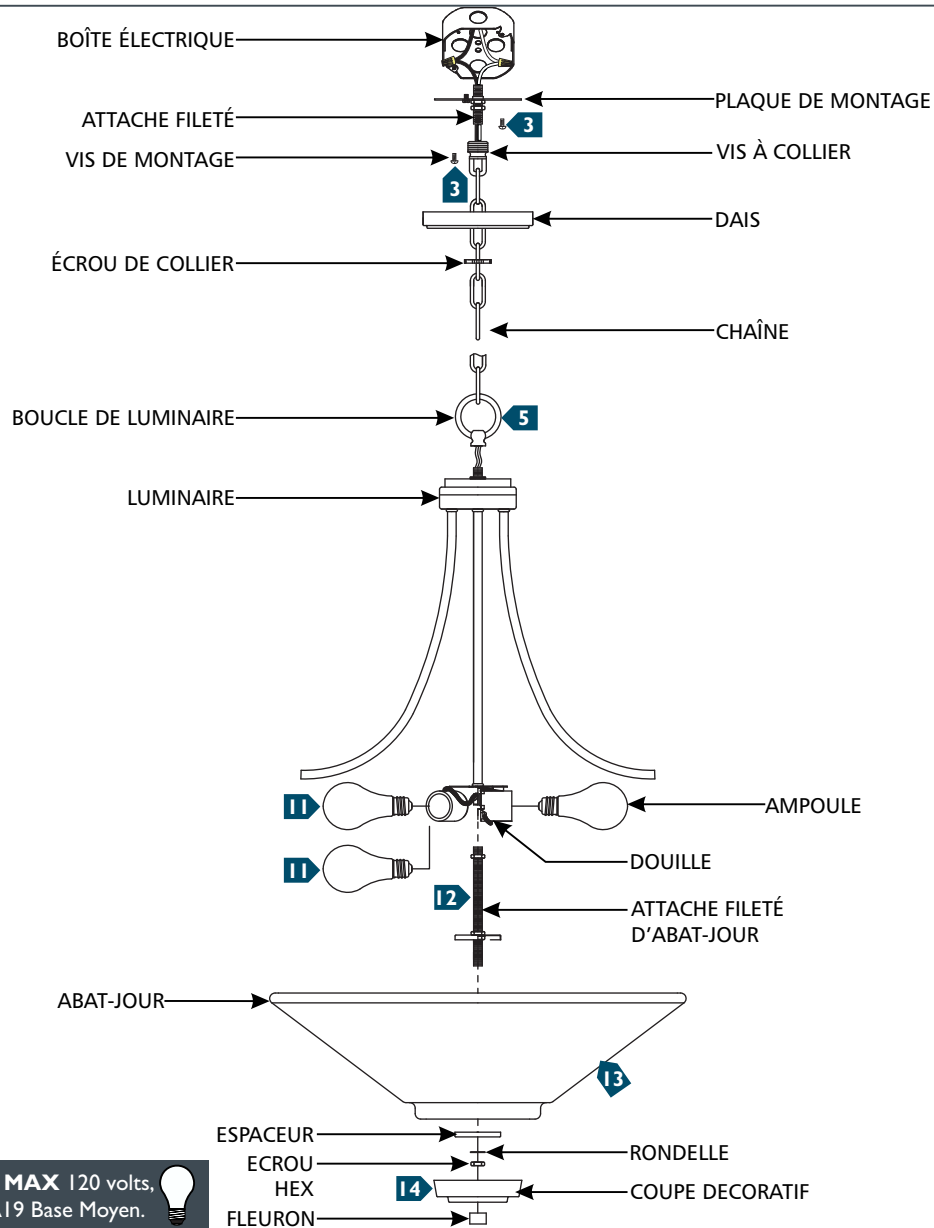 BOÎTE ÉLECTRIQUE
PLAQUE DE MONTAGE
ATTACHE FILETÉ
3
VIS DE MONTAGE
VIS À COLLIER
3
DAIS
ÉCROU DE COLLIER
CHAÎNE
BOUCLE DE LUMINAIRE
5
LUMINAIRE
11
AMPOULE
DOUILLE
11
12
ATTACHE FILETÉ
D'ABAT-JOUR
ABAT-JOUR
13
ESPACEUR
RONDELLE
ECROU
HEX
14
COUPE DECORATIF
FLEURON
MAX 120 volts,
A19 Base Moyen.